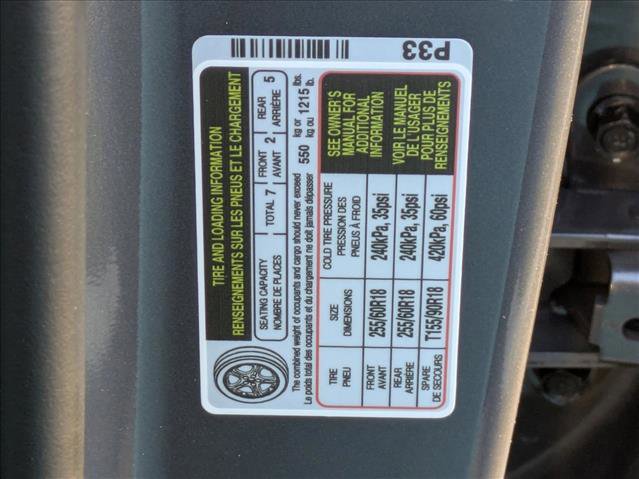 P33
TIRE AND LOADING INFORMATION
RENSEIGNEMENTS SUR LES PNEUS ET LE CHARGEMENT
SEATING CAPACITY
NOMBRE DE PLACES
TOTAL 7
FRONT
AVANT
2
REAR
ARRIÈRE
5
The combined weight of occupants and cargo should never exceed
Le poids total des occupants et du chargement ne doit jamais dépasser
550 kg or
kg ou
1215 lbs.
lb.
TIRE
PNEU
SIZE
DIMENSIONS
COLD TIRE PRESSURE
PRESSION DES
PNEUS À FROID
SEE OWNER'S
MANUAL FOR
ADDITIONAL
INFORMATION
VOIR LE MANUEL
DE L'USAGER
POUR PLUS DE
RENSEIGNEMENTS
FRONT
AVANT
255/60R18
240kPa, 35psi
REAR
ARRIÈRE
255/60R18
240kPa, 35psi
SPARE
DE SECOURS
T155/90R18
420kPa, 60psi